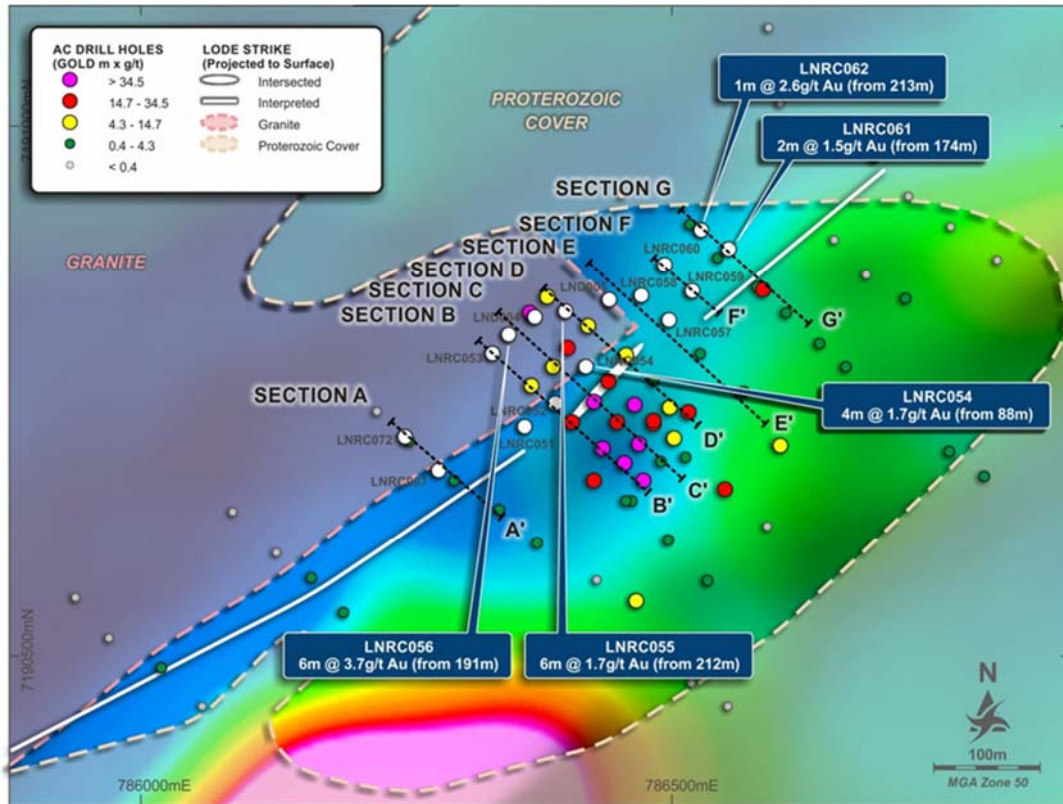 AC DRILL HOLES
(GOLD m x g/t)
> 34.5
14.7 - 34.5
4.3 - 14.7
0.4 - 4.3
< 0.4
LODE STRIKE
(Projected to Surface)
Intersected
Interpreted
Granite
Proterozoic Cover
PROTEROZOIC
COVER
GRANITE
LNRC062
1m @ 2.6g/t Au (from 213m)
LNRC061
2m @ 1.5g/t Au (from 174m)
SECTION G
SECTION F
SECTION E
SECTION D
SECTION C
SECTION B
SECTION A
LNRC060
LNRC059
LNRC058
LNRC057
LND004
LNRC053
LNRC051
LNRC072
G'
F'
E'
D'
C'
B'
A'
LNRC054
4m @ 1.7g/t Au (from 88m)
LNRC056
6m @ 3.7g/t Au (from 191m)
LNRC055
6m @ 1.7g/t Au (from 212m)
7191000mN
7190500mN
786000mE
786500mE
N
100m
MGA Zone 50